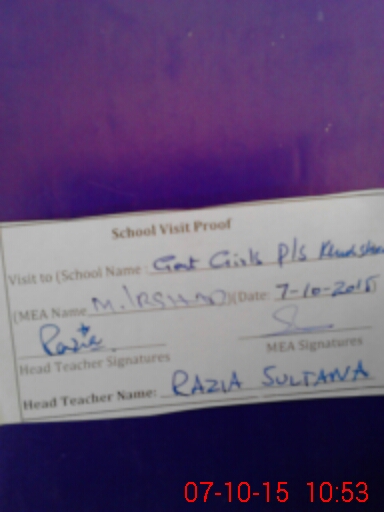 School Visit Proof
Visit to (School Name: Govt Girls P/S
(MEA Name M. IRSHAD)(Date: 7-10-2015
Razia
Head Teacher Signatures
MEA Signatures
Head Teacher Name: RAZIA SULTANA
07-10-15 10:53